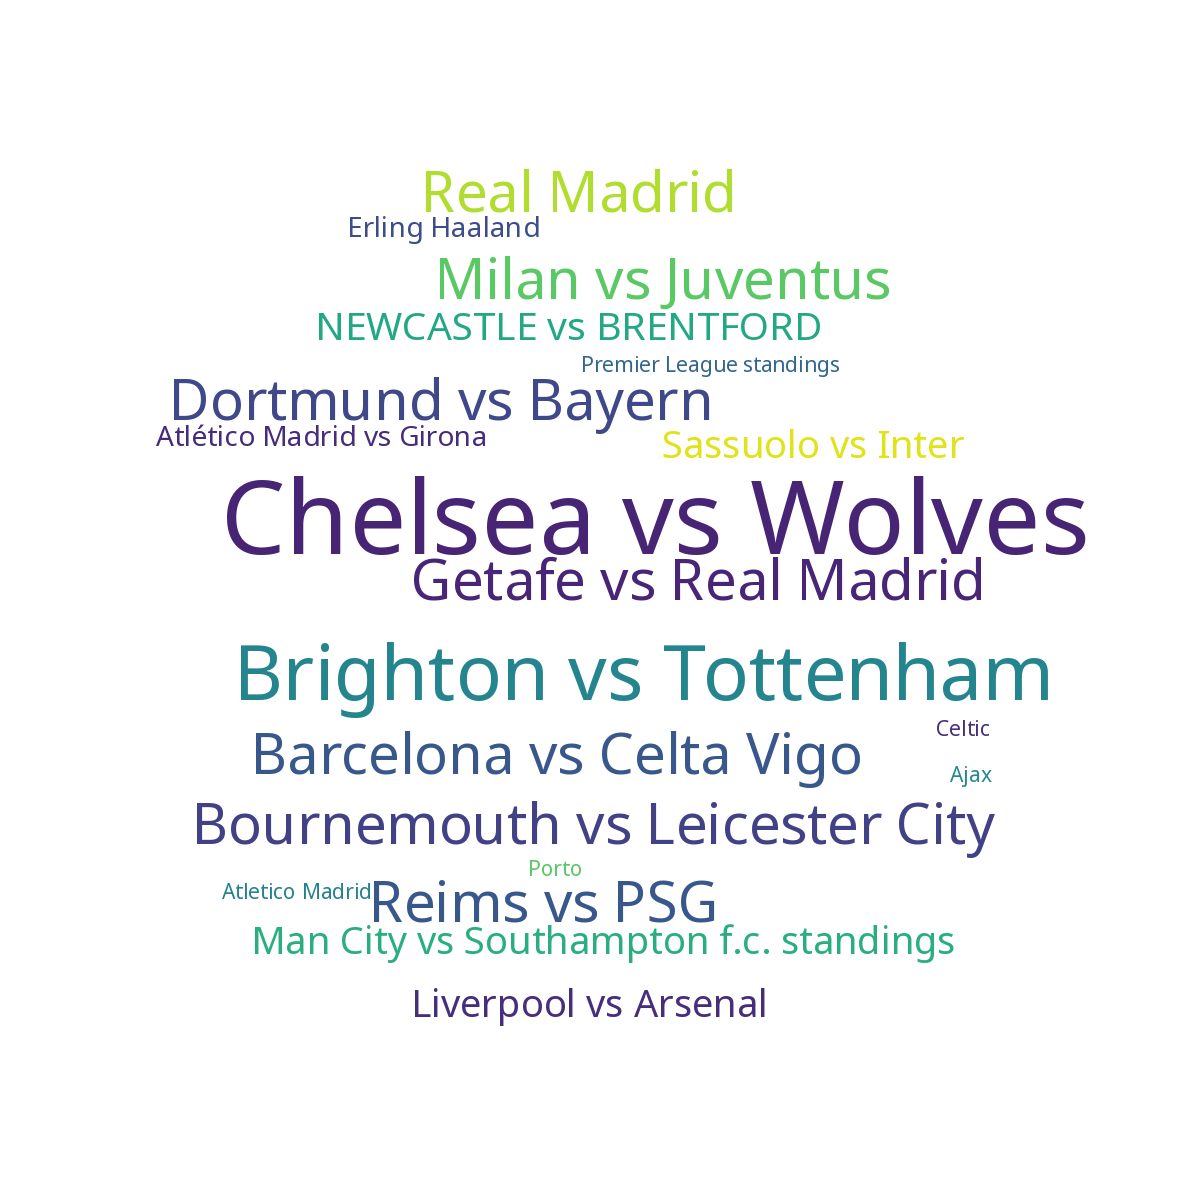 Real Madrid
Erling Haaland
Milan vs Juventus
NEWCASTLE vs BRENTFORD
Premier League standings
Dortmund vs Bayern
Atlético Madrid vs Girona
Sassuolo vs Inter
Chelsea vs Wolves
Getafe vs Real Madrid
Brighton vs Tottenham
Celtic
Barcelona vs Celta Vigo
Ajax
Bournemouth vs Leicester City
Porto
Atletico Madrid
Reims vs PSG
Man City vs Southampton f.c. standings
Liverpool vs Arsenal